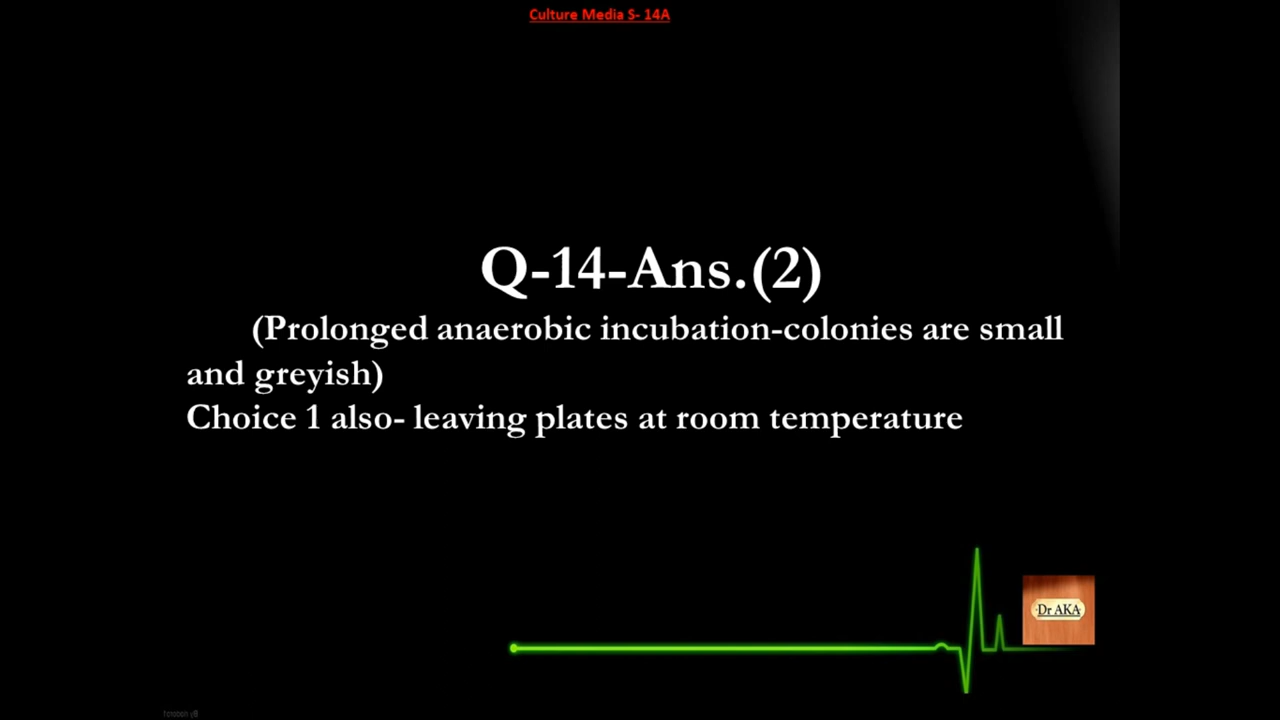 Culture Media S- 14A
Q-14-Ans.(2)
(Prolonged anaerobic incubation-colonies are small
and greyish)
Choice 1 also- leaving plates at room temperature
Dr AKA